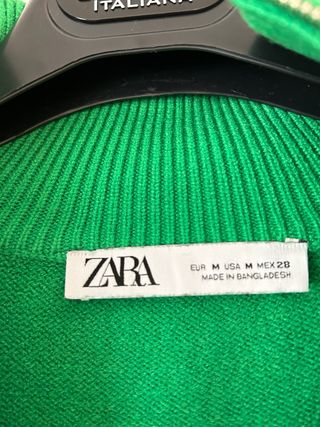 ITALIANA
ZARA
EUR M USA M MEX 28
MADE IN BANGLADESH